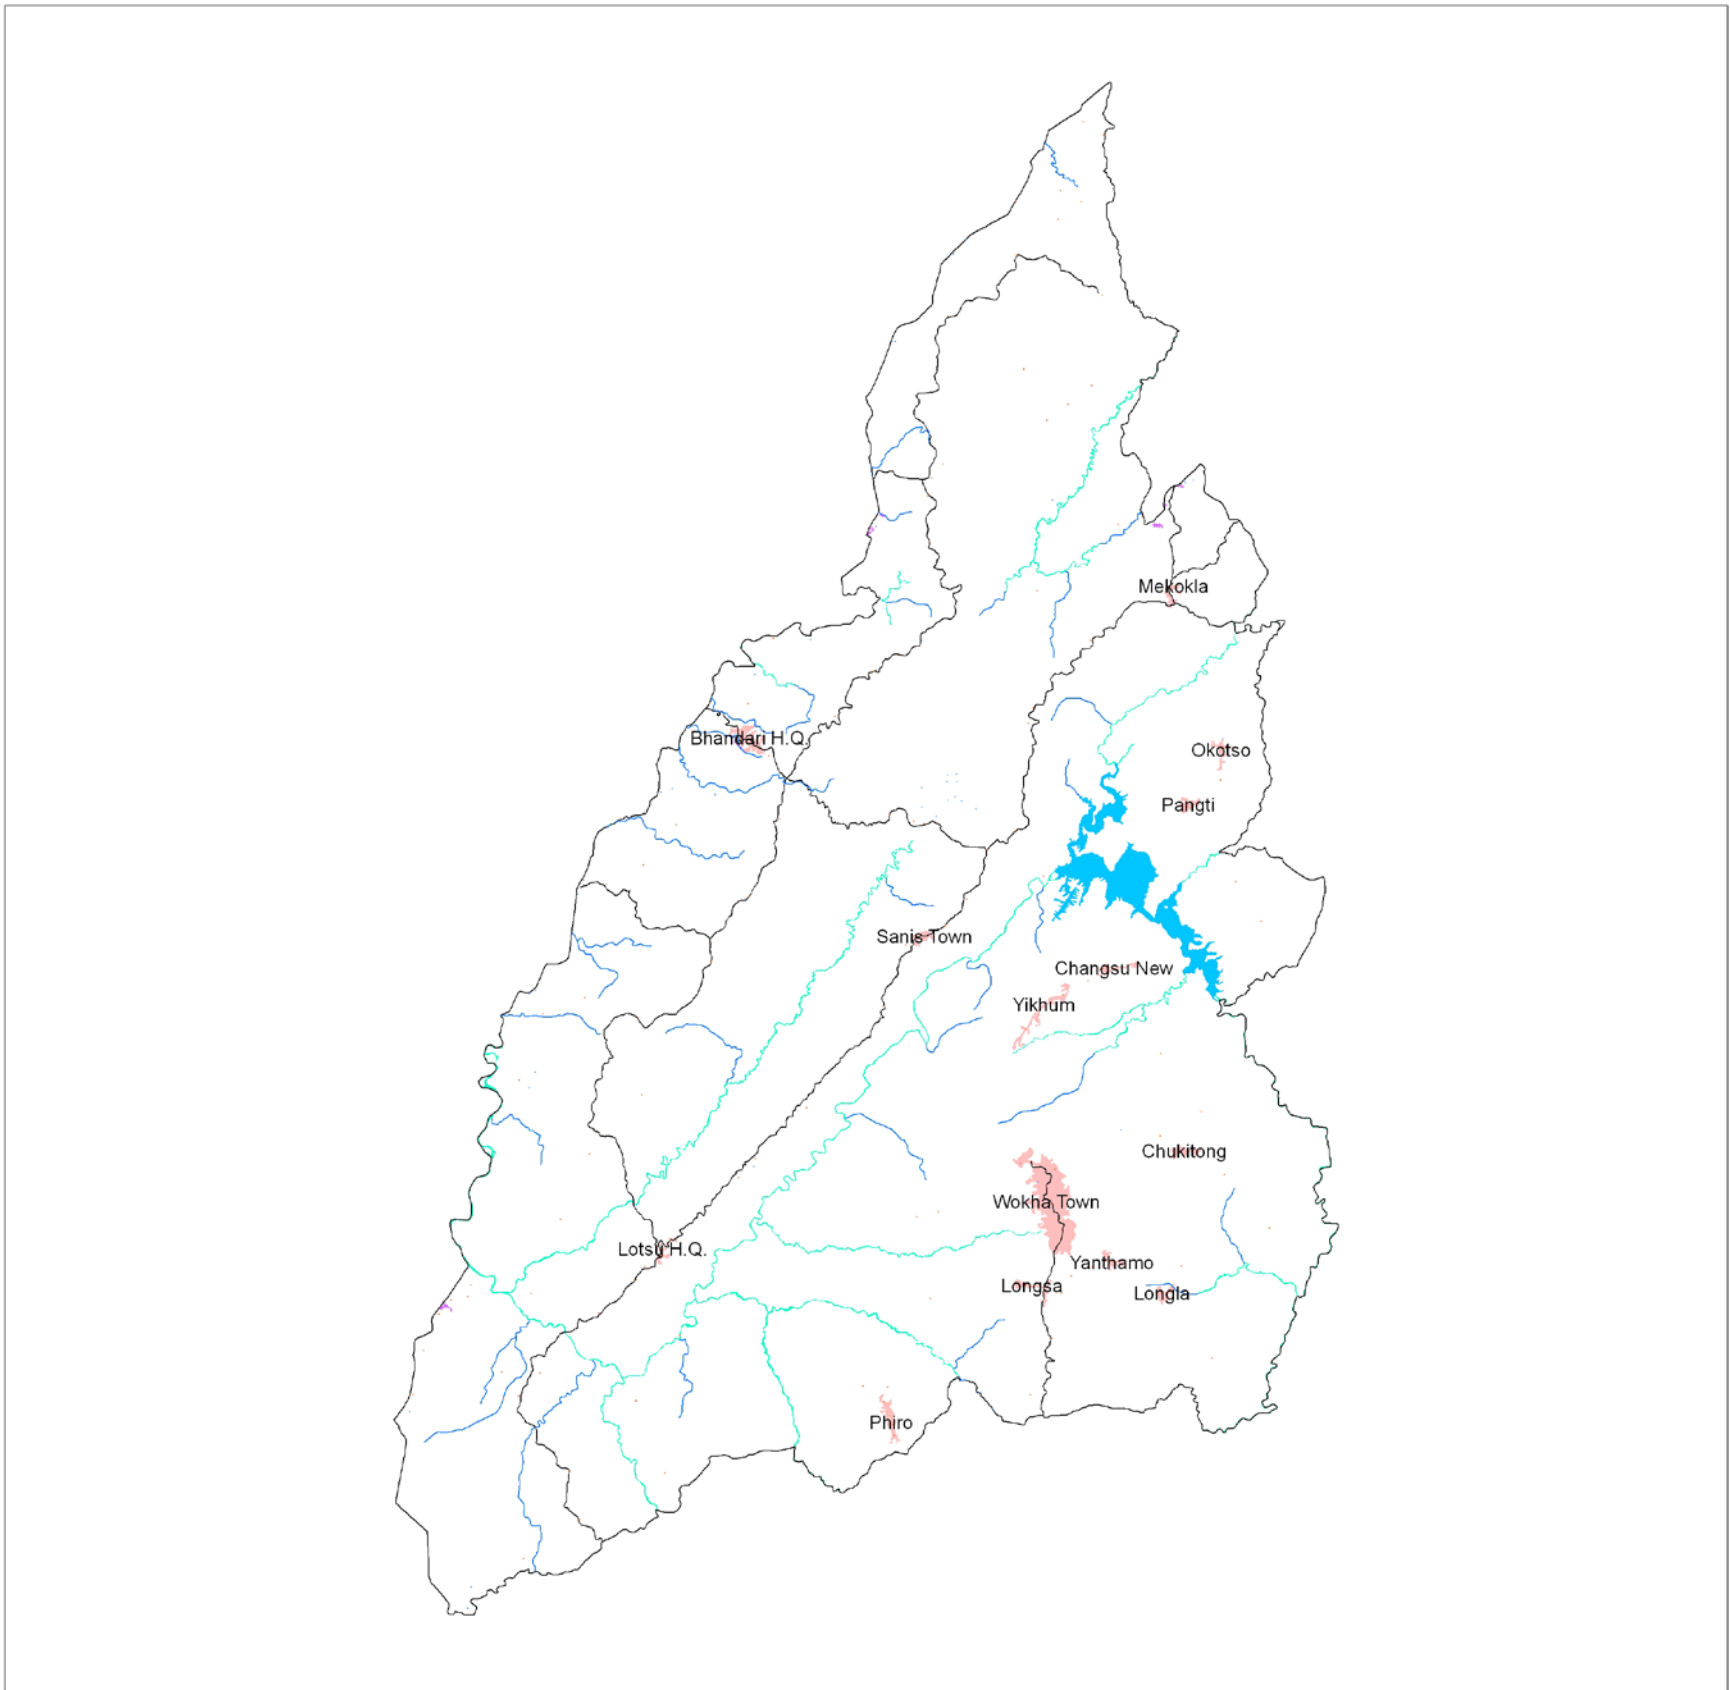 Mekokla
Bhandari H.Q.
Okotso
Pangti
Sanis Town
Changsu New
Yikhum
Chukitong
Wokha Town
Lotsu H.Q.
Yanthamo
Longsa
Longla
Phiro